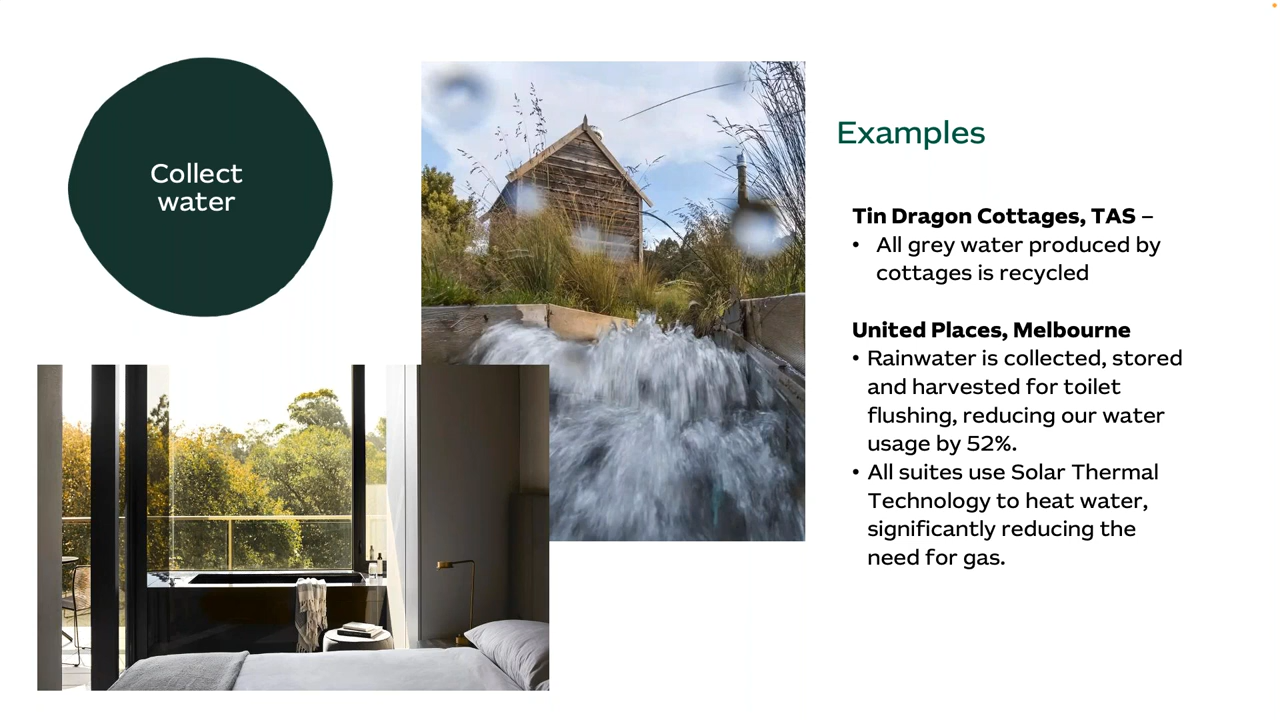 Collect
water
Examples
Tin Dragon Cottages, TAS –
• All grey water produced by
cottages is recycled
United Places, Melbourne
• Rainwater is collected, stored
and harvested for toilet
flushing, reducing our water
usage by 52%.
• All suites use Solar Thermal
Technology to heat water,
significantly reducing the
need for gas.